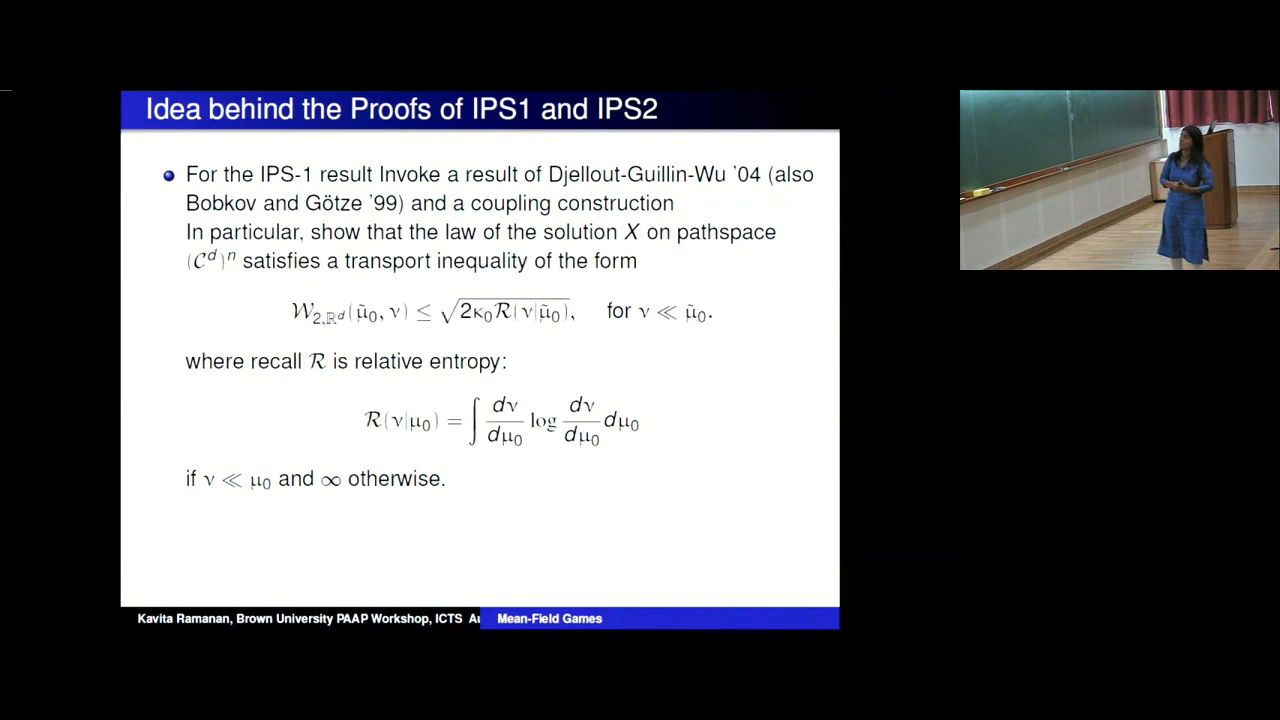 Idea behind the Proofs of IPS1 and IPS2
For the IPS-1 result Invoke a result of Djellout-Guillin-Wu '04 (also
Bobkov and Götze '99) and a coupling construction
In particular, show that the law of the solution X on pathspace
(𝒞^d)^n satisfies a transport inequality of the form
𝒲_{2,ℝ^d}(μ̃_0, ν) ≤ √(2κ_0 ℛ(ν|μ̃_0)), for ν ≪ μ̃_0.
where recall ℛ is relative entropy:
ℛ(ν|μ_0) = ∫ dν/dμ_0 log dν/dμ_0 dμ_0
if ν ≪ μ_0 and ∞ otherwise.
Kavita Ramanan, Brown University PAAP Workshop, ICTS Au Mean-Field Games